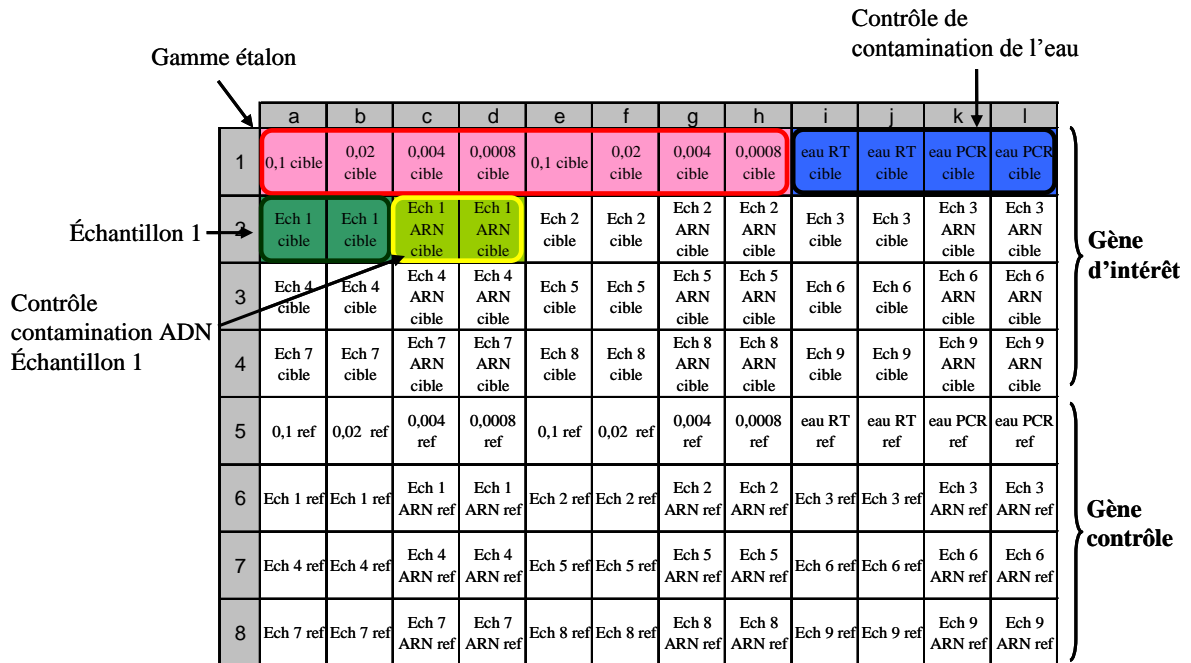 Contrôle de
contamination de l'eau
Gamme étalon
a b c d e f g h i j k l
1 0,1 cible 0,02 cible 0,004 cible 0,0008 cible 0,1 cible 0,02 cible 0,004 cible 0,0008 cible eau RT cible eau RT cible eau PCR cible eau PCR cible
Échantillon 1
2 Ech 1 cible Ech 1 cible Ech 1 ARN cible Ech 1 ARN cible Ech 2 cible Ech 2 cible Ech 2 ARN cible Ech 2 ARN cible Ech 3 cible Ech 3 cible Ech 3 ARN cible Ech 3 ARN cible
Gène
d'intérêt
Contrôle
contamination ADN
Échantillon 1
3 Ech 4 cible Ech 4 cible Ech 4 ARN cible Ech 4 ARN cible Ech 5 cible Ech 5 cible Ech 5 ARN cible Ech 5 ARN cible Ech 6 cible Ech 6 cible Ech 6 ARN cible Ech 6 ARN cible
4 Ech 7 cible Ech 7 cible Ech 7 ARN cible Ech 7 ARN cible Ech 8 cible Ech 8 cible Ech 8 ARN cible Ech 8 ARN cible Ech 9 cible Ech 9 cible Ech 9 ARN cible Ech 9 ARN cible
5 0,1 ref 0,02 ref 0,004 ref 0,0008 ref 0,1 ref 0,02 ref 0,004 ref 0,0008 ref eau RT ref eau RT ref eau PCR ref eau PCR ref
6 Ech 1 ref Ech 1 ref Ech 1 ARN ref Ech 1 ARN ref Ech 2 ref Ech 2 ref Ech 2 ARN ref Ech 2 ARN ref Ech 3 ref Ech 3 ref Ech 3 ARN ref Ech 3 ARN ref
Gène
contrôle
7 Ech 4 ref Ech 4 ref Ech 4 ARN ref Ech 4 ARN ref Ech 5 ref Ech 5 ref Ech 5 ARN ref Ech 5 ARN ref Ech 6 ref Ech 6 ref Ech 6 ARN ref Ech 6 ARN ref
8 Ech 7 ref Ech 7 ref Ech 7 ARN ref Ech 7 ARN ref Ech 8 ref Ech 8 ref Ech 8 ARN ref Ech 8 ARN ref Ech 9 ref Ech 9 ref Ech 9 ARN ref Ech 9 ARN ref